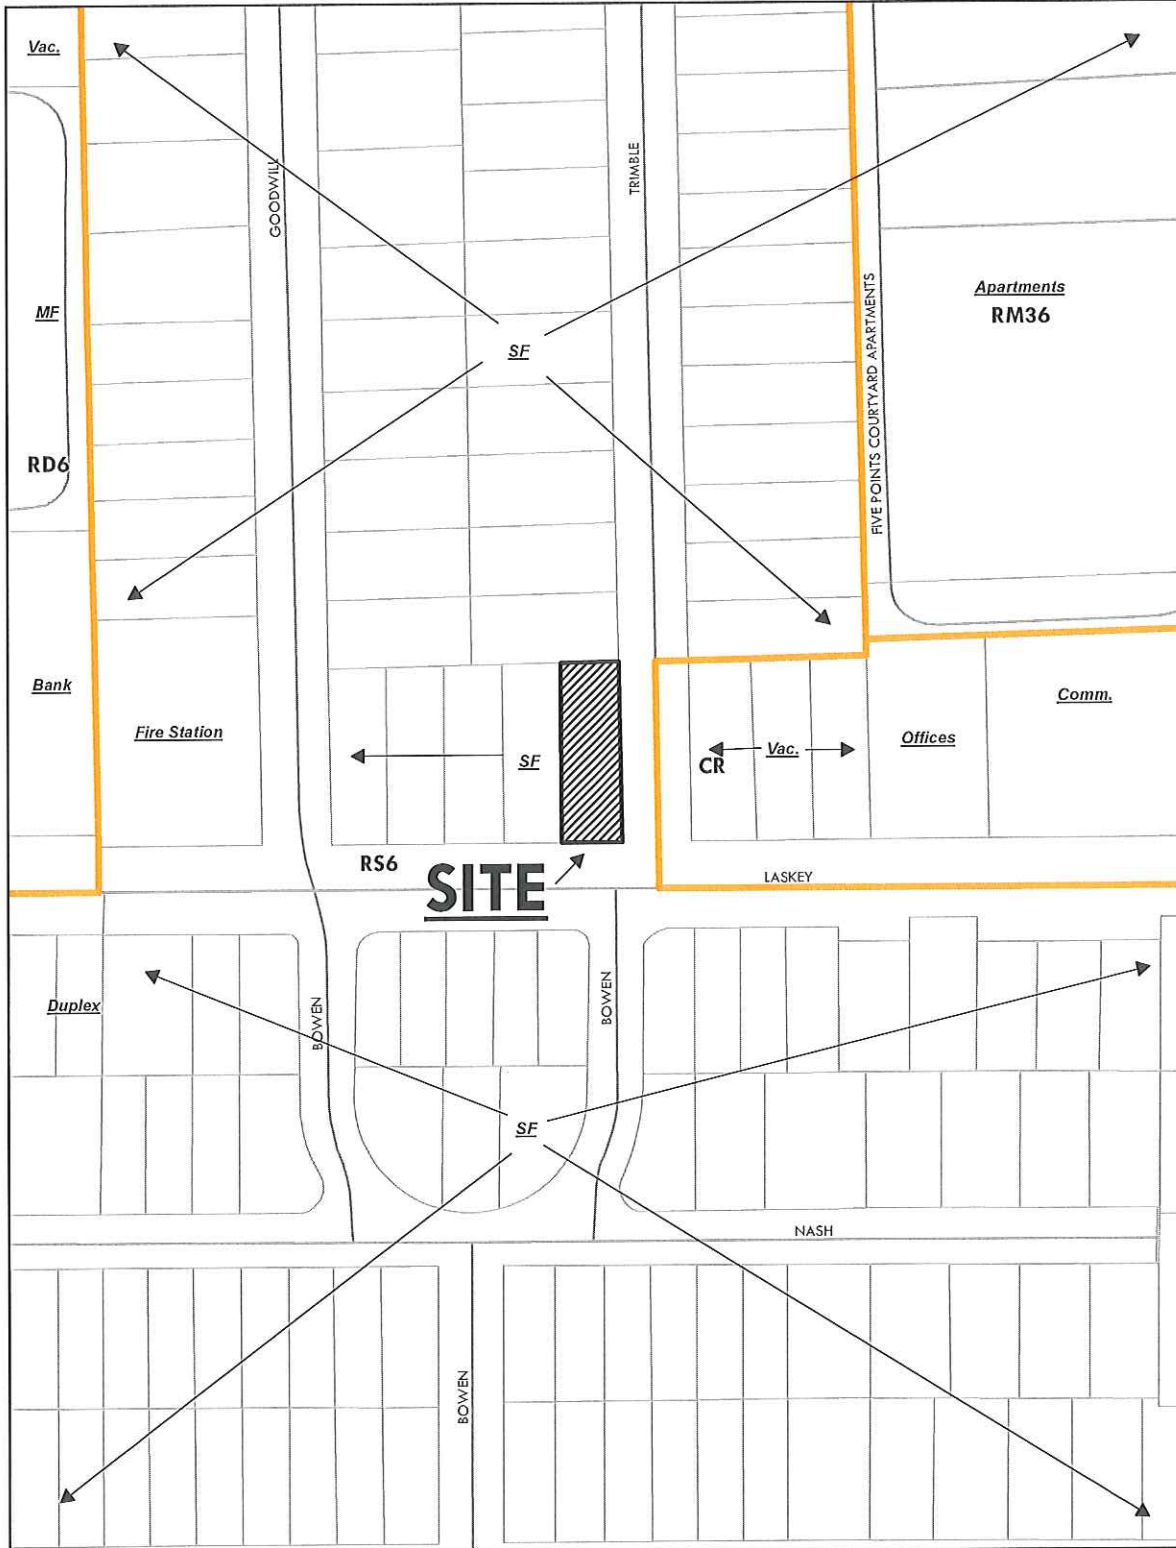 Vac.
GOODWILL
TRIMBLE
MF
Apartments
RM36
FIVE POINTS COURTYARD APARTMENTS
SF
RD6
Bank
Fire Station
SF
CR
Vac.
Offices
Comm.
RS6
SITE
LASKEY
Duplex
BOWEN
BOWEN
SF
NASH
BOWEN